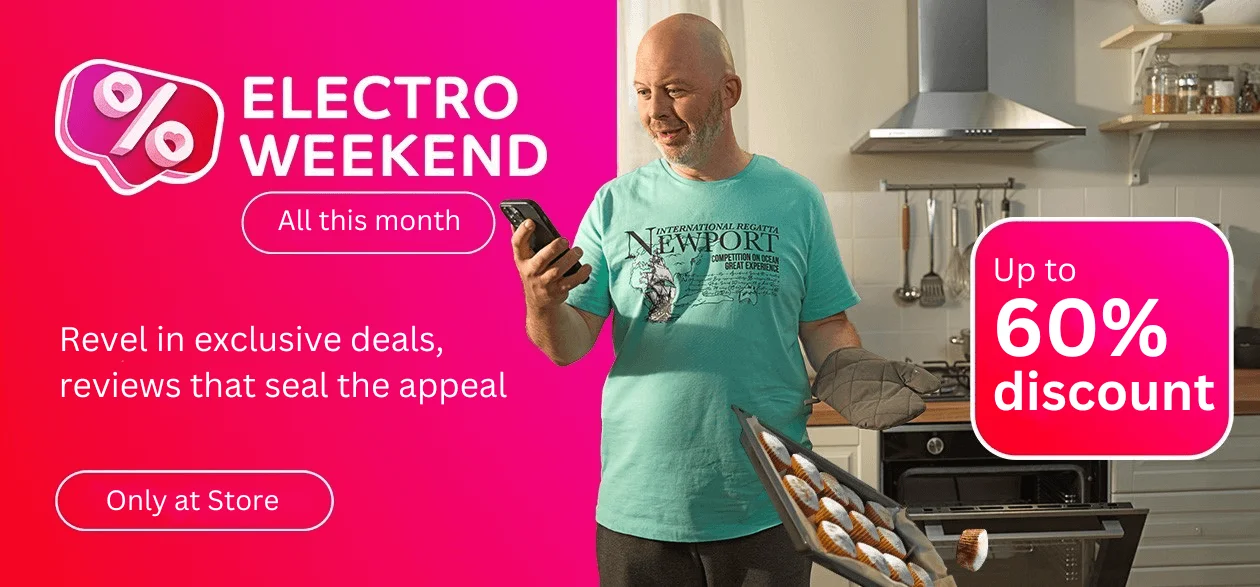 %
ELECTRO
WEEKEND
All this month
Revel in exclusive deals,
reviews that seal the appeal
Only at Store
INTERNATIONAL REGATTA
NEWPORT
COMPETITION ON OCEAN
GREAT EXPERIENCE
Up to
60%
discount